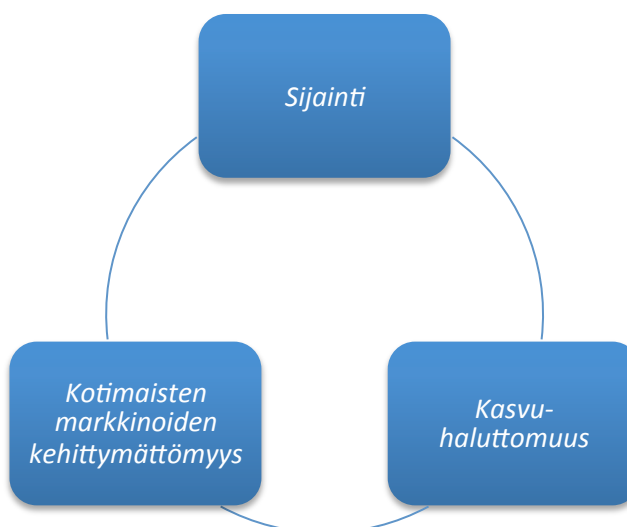 Sijainti
Kotimaisten
markkinoiden
kehittymättömyys
Kasvu-
haluttomuus